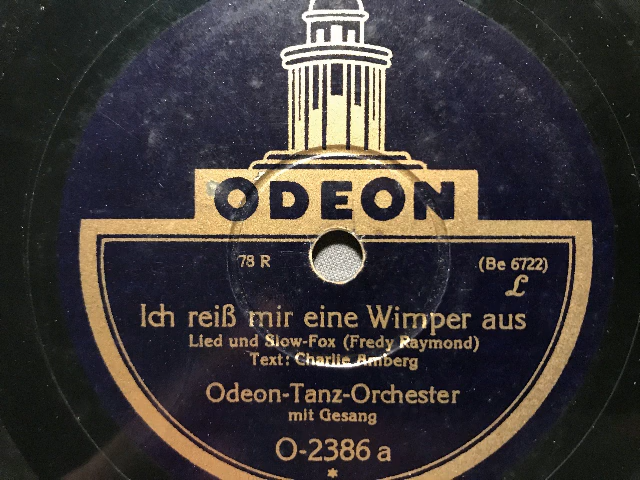 ODEON
78 R (Be 6722)
L
Ich reiß mir eine Wimper aus
Lied und Slow-Fox (Fredy Raymond)
Text: Charlie Amberg
Odeon-Tanz-Orchester
mit Gesang
O-2386 a
*